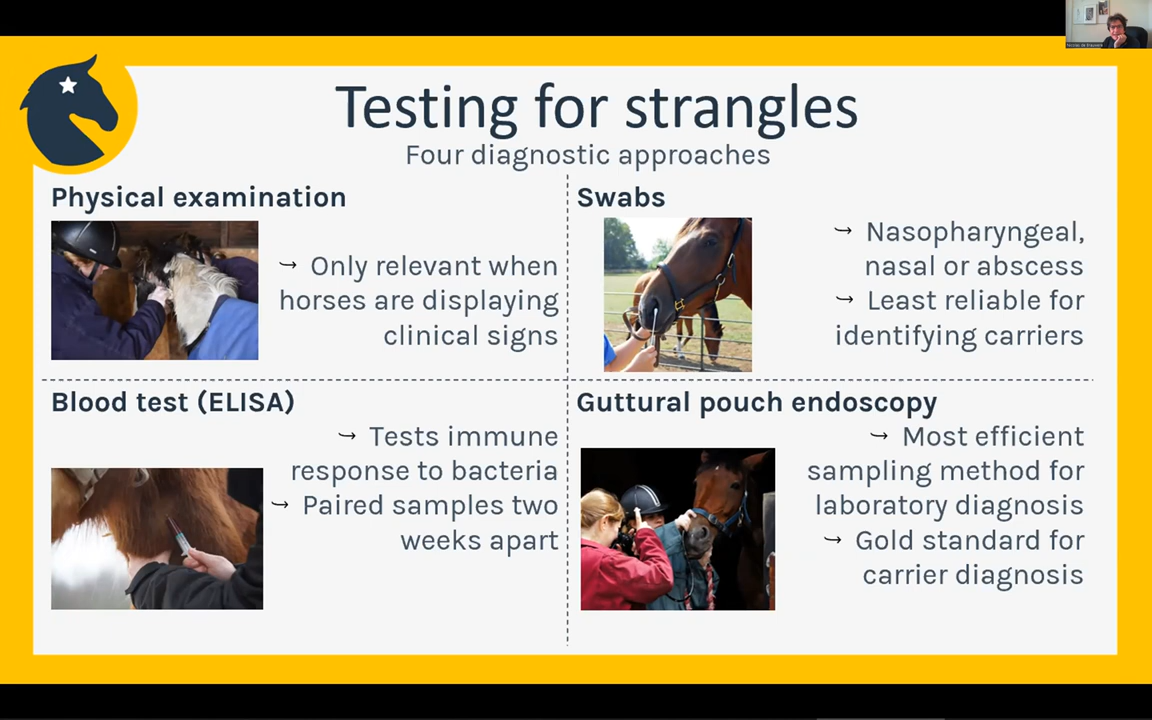 Testing for strangles
Four diagnostic approaches
Physical examination
↪ Only relevant when
horses are displaying
clinical signs
Swabs
↪ Nasopharyngeal,
nasal or abscess
↪ Least reliable for
identifying carriers
Blood test (ELISA)
↪ Tests immune
response to bacteria
↪ Paired samples two
weeks apart
Guttural pouch endoscopy
↪ Most efficient
sampling method for
laboratory diagnosis
↪ Gold standard for
carrier diagnosis